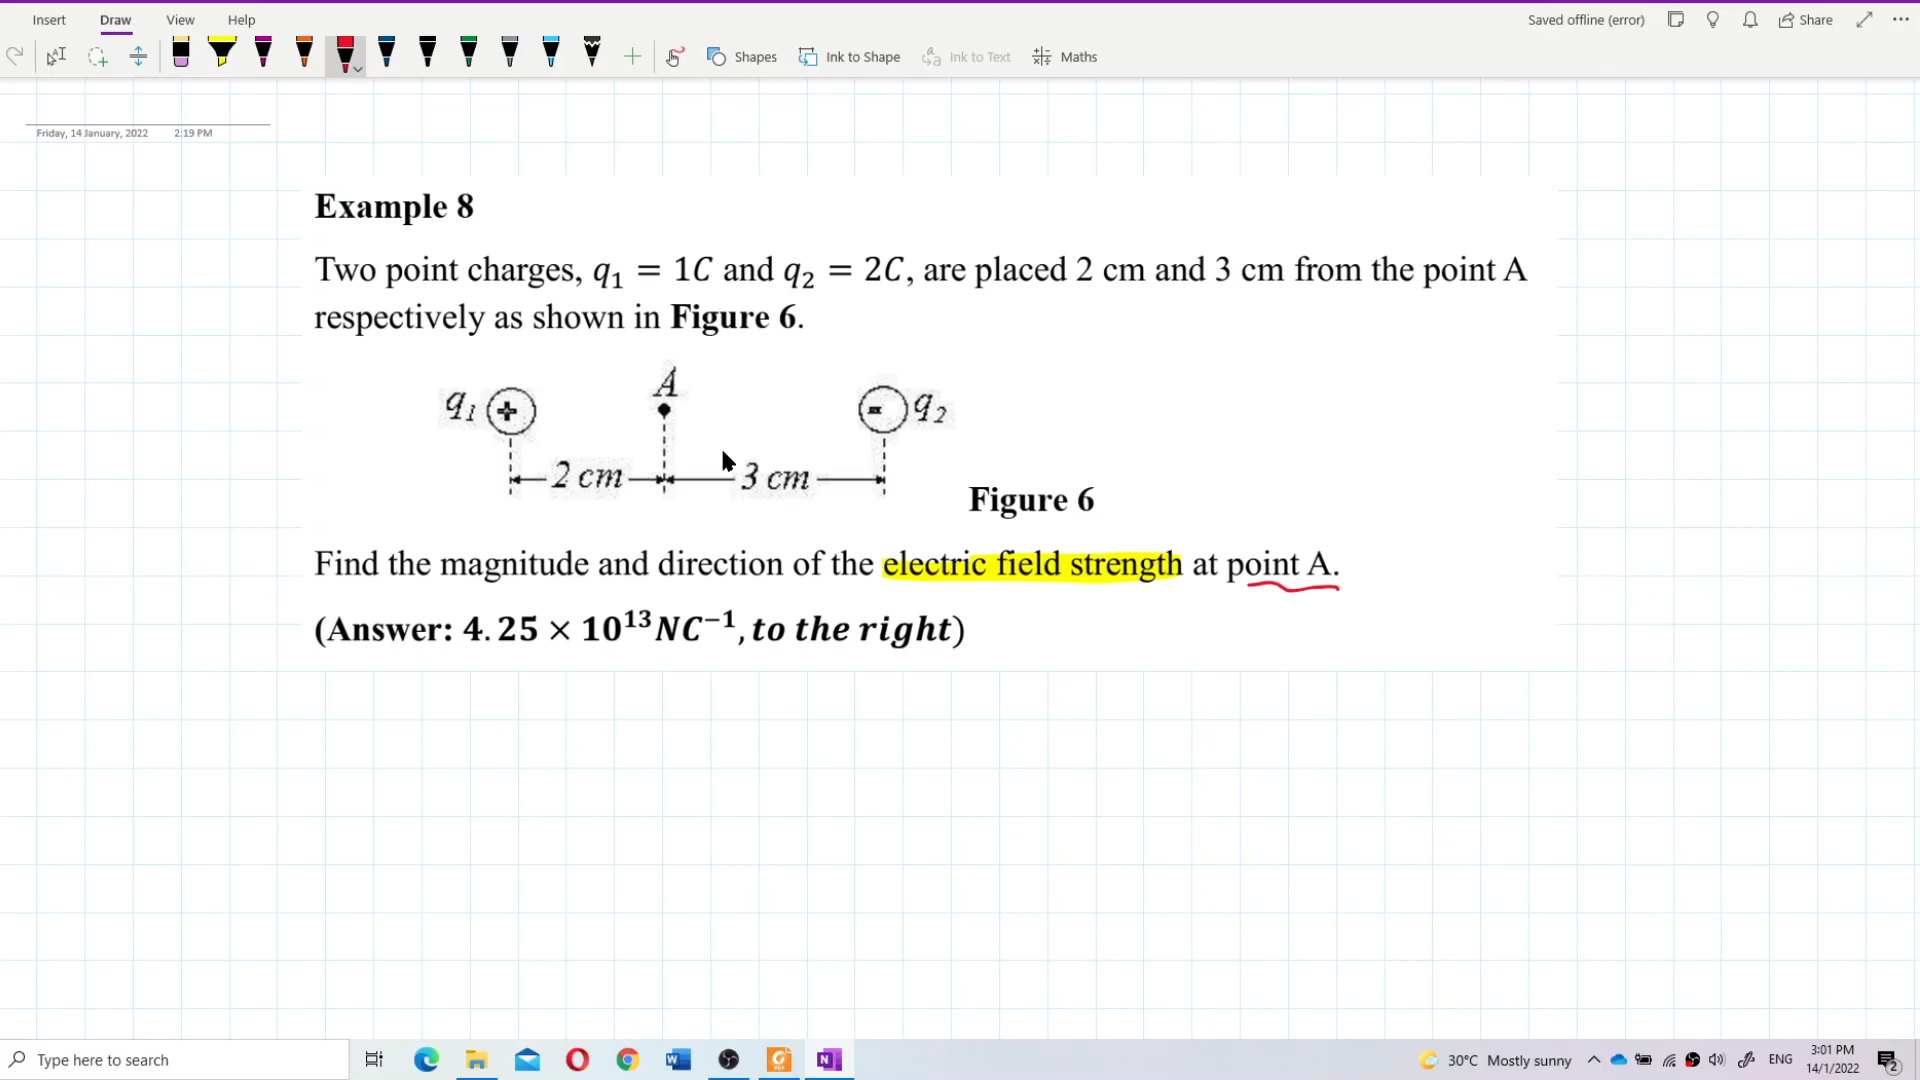 Insert Draw View Help Saved offline (error) Share
Shapes Ink to Shape Ink to Text Maths
Friday, 14 January, 2022 2:19 PM
Example 8
Two point charges, q₁ = 1C and q₂ = 2C, are placed 2 cm and 3 cm from the point A
respectively as shown in Figure 6.
A
q₁ + - q₂
2 cm 3 cm
Figure 6
Find the magnitude and direction of the electric field strength at point A.
(Answer: 4.25 × 10¹³NC⁻¹, to the right)
Type here to search 30°C Mostly sunny ENG 3:01 PM
14/1/2022 2